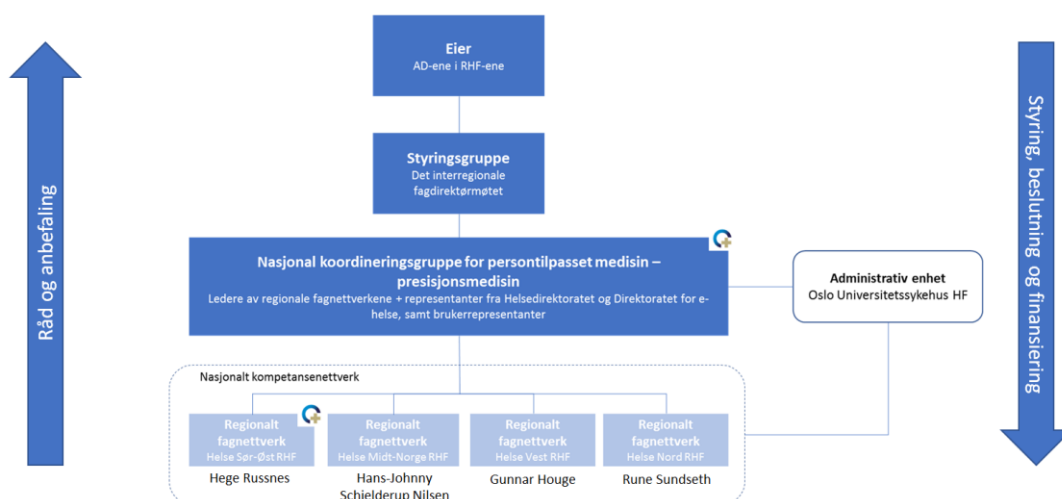 Eier
AD-ene i RHF-ene
Styringsgruppe
Det interregionale
fagdirektørmøtet
Nasjonal koordineringsgruppe for persontilpasset medisin –
presisjonsmedisin
Ledere av regionale fagnettverkene + representanter fra Helsedirektoratet og Direktoratet for e-
helse, samt brukerrepresentanter
Administrativ enhet
Oslo Universitetssykehus HF
Råd og anbefaling
Styring, beslutning og finansiering
Nasjonalt kompetansenettverk
Regionalt
fagnettverk
Helse Sør-Øst RHF
Hege Russnes
Regionalt
fagnettverk
Helse Midt-Norge RHF
Hans-Johnny
Schjelderup Nilsen
Regionalt
fagnettverk
Helse Vest RHF
Gunnar Houge
Regionalt
fagnettverk
Helse Nord RHF
Rune Sundseth